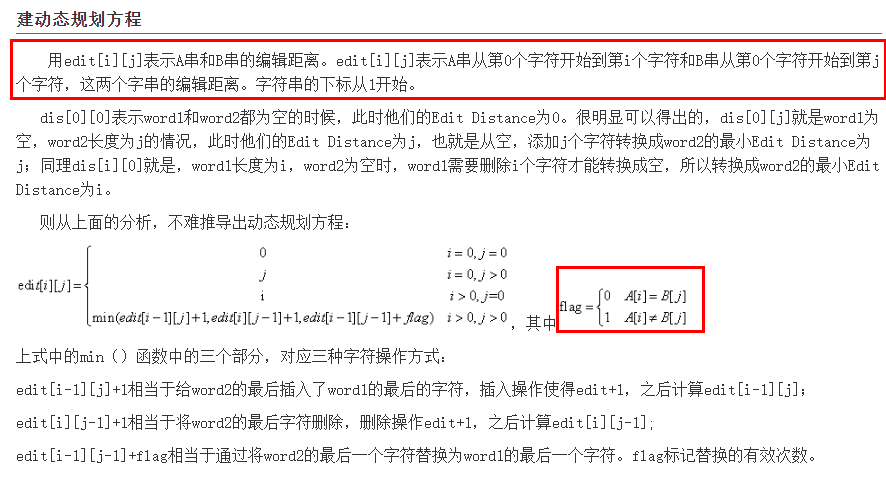 建动态规划方程
用edit[i][j]表示A串和B串的编辑距离。edit[i][j]表示A串从第0个字符开始到第i个字符和B串从第0个字符开始到第j
个字符，这两个字串的编辑距离。字符串的下标从1开始。
dis[0][0]表示word1和word2都为空的时候，此时他们的Edit Distance为0。很明显可以得出的，dis[0][j]就是word1为
空，word2长度为j的情况，此时他们的Edit Distance为j，也就是从空，添加j个字符转换成word2的最小Edit Distance为
j；同理dis[i][0]就是，word1长度为i，word2为空时，word1需要删除i个字符才能转换成空，所以转换成word2的最小Edit
Distance为i。
则从上面的分析，不难推导出动态规划方程：
0 i = 0, j = 0
j i = 0, j > 0
edit[i][j]= i i > 0, j=0
min(edit[i−1][j]+1,edit[i][j−1]+1,edit[i−1][j−1]+ flag) i > 0, j > 0 ，其中
flag = 0 A[i] = B[j]
1 A[i] ≠ B[j]
上式中的min（）函数中的三个部分，对应三种字符操作方式：
edit[i-1][j]+1相当于给word2的最后插入了word1的最后的字符，插入操作使得edit+1，之后计算edit[i-1][j]；
edit[i][j-1]+1相当于将word2的最后字符删除，删除操作edit+1，之后计算edit[i][j-1];
edit[i-1][j-1]+flag相当于通过将word2的最后一个字符替换为word1的最后一个字符。flag标记替换的有效次数。